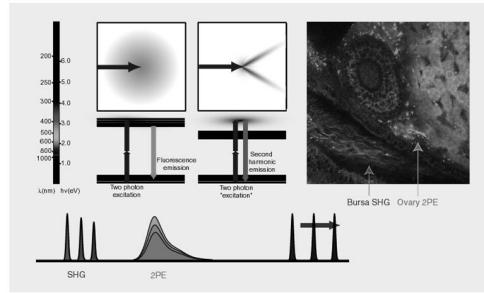 200
250
300
400
500
600
800
1000
6.0
5.0
4.0
3.0
2.0
1.0
λ(nm) hν(eV)
Fluorescence
emission
Two photon
excitation
Second
harmonic
emission
Two photon
"excitation"
Bursa SHG Ovary 2PE
SHG 2PE